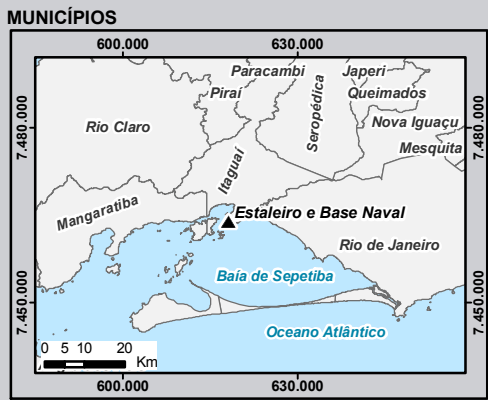 MUNICÍPIOS
600.000 630.000
Paracambi Japeri
Piraí Queimados
Seropédica
7.480.000 7.480.000
Rio Claro Nova Iguaçu
Mesquita
Itaguaí
Mangaratiba
Estaleiro e Base Naval
Rio de Janeiro
Baía de Sepetiba
7.450.000 7.450.000
Oceano Atlântico
0 5 10 20
Km
600.000 630.000